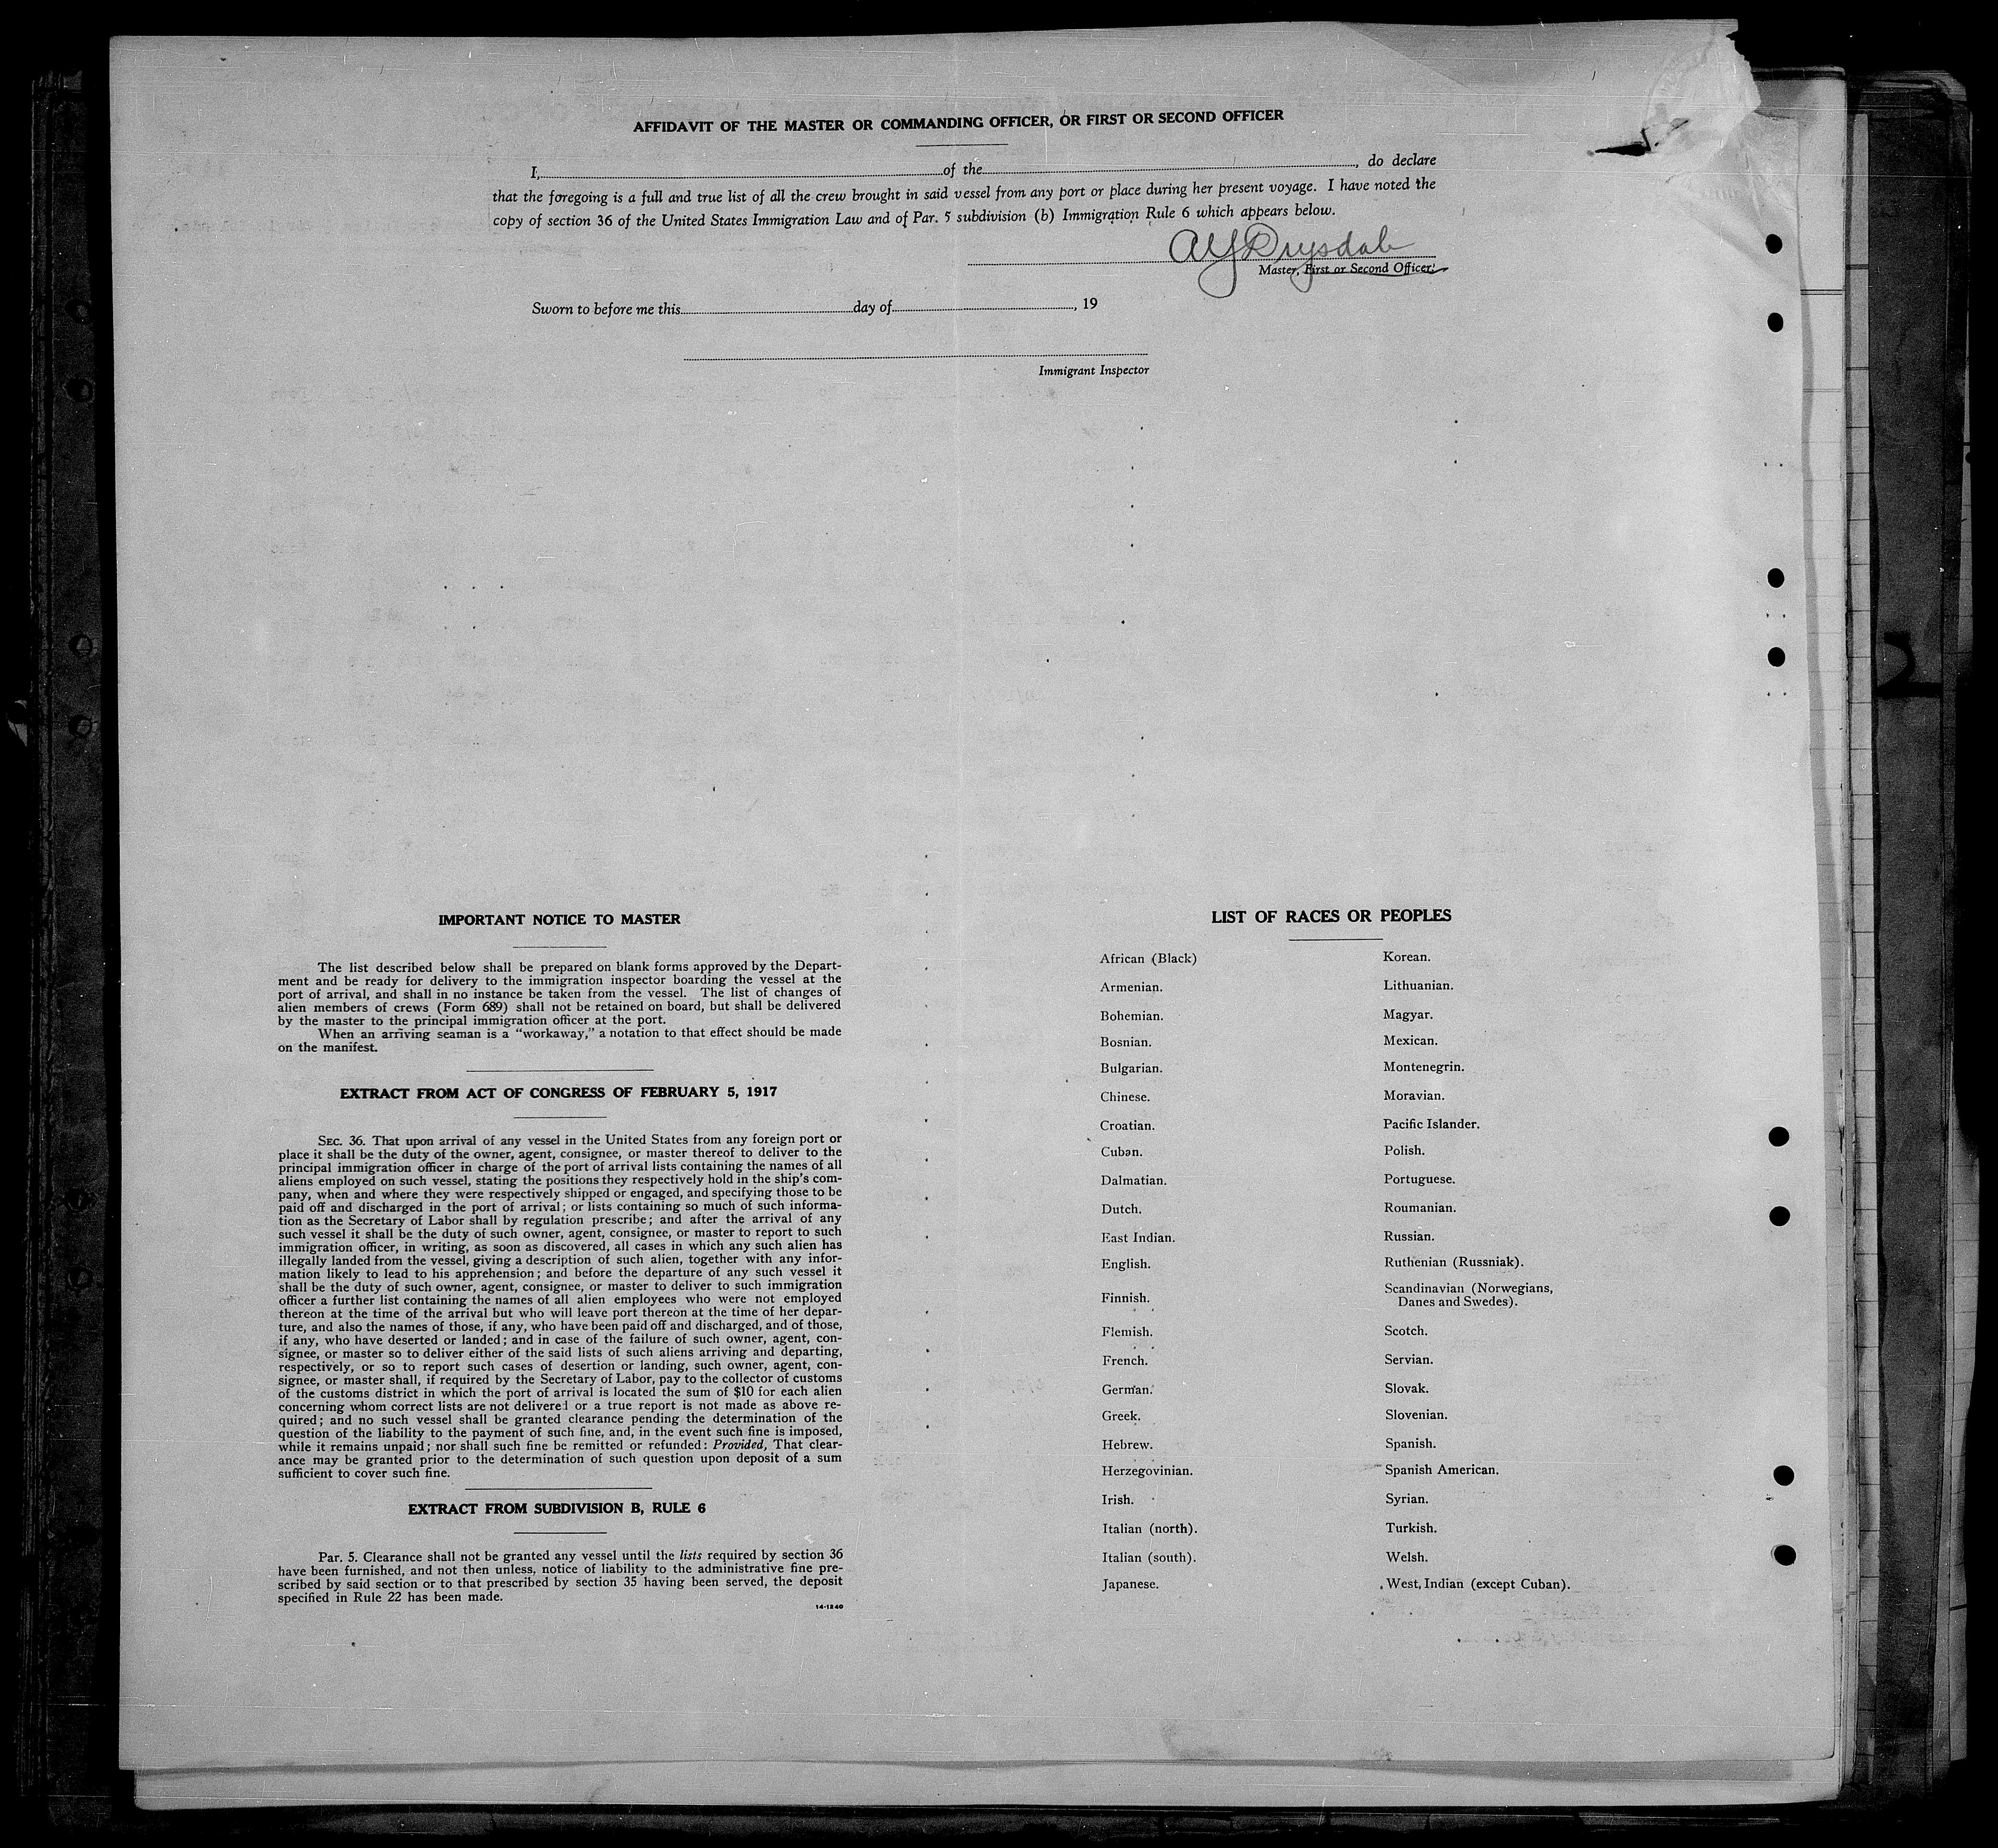 AFFIDAVIT OF THE MASTER OR COMMANDING OFFICER, OR FIRST OR SECOND OFFICER
I, of the , do declare
that the foregoing is a full and true list of all the crew brought in said vessel from any port or place during her present voyage. I have noted the
copy of section 36 of the United States Immigration Law and of Par. 5 subdivision (b) Immigration Rule 6 which appears below.
Drysdale
Master, First or Second Officer.
Sworn to before me this day of , 19
Immigrant Inspector
IMPORTANT NOTICE TO MASTER
The list described below shall be prepared on blank forms approved by the Depart-
ment and be ready for delivery to the immigration inspector boarding the vessel at the
port of arrival, and shall in no instance be taken from the vessel. The list of changes of
alien members of crews (Form 689) shall not be retained on board, but shall be delivered
by the master to the principal immigration officer at the port.
When an arriving seaman is a “workaway,” a notation to that effect should be made
on the manifest.
EXTRACT FROM ACT OF CONGRESS OF FEBRUARY 5, 1917
SEC. 36. That upon arrival of any vessel in the United States from any foreign port or
place it shall be the duty of the owner, agent, consignee, or master thereof to deliver to the
principal immigration officer in charge of the port of arrival lists containing the names of all
aliens employed on such vessel, stating the positions they respectively hold in the ship's com-
pany, when and where they were respectively shipped or engaged, and specifying those to be
paid off and discharged in the port of arrival; or lists containing so much of such informa-
tion as the Secretary of Labor shall by regulation prescribe; and after the arrival of any
such vessel it shall be the duty of such owner, agent, consignee, or master to report to such
immigration officer, in writing, as soon as discovered, all cases in which any such alien has
illegally landed from the vessel, giving a description of such alien, together with any infor-
mation likely to lead to his apprehension; and before the departure of any such vessel it
shall be the duty of such owner, agent, consignee, or master to deliver to such immigration
officer a further list containing the names of all alien employees who were not employed
thereon at the time of the arrival but who will leave port thereon at the time of her depar-
ture, and also the names of those, if any, who have been paid off and discharged, and of those,
if any, who have deserted or landed; and in case of the failure of such owner, agent, con-
signee, or master so to deliver either of the said lists of such aliens arriving and departing,
respectively, or so to report such cases of desertion or landing, such owner, agent, con-
signee, or master shall, if required by the Secretary of Labor, pay to the collector of customs
of the customs district in which the port of arrival is located the sum of $10 for each alien
concerning whom correct lists are not delivered or a true report is not made as above re-
quired; and no such vessel shall be granted clearance pending the determination of the
question of the liability to the payment of such fine, and, in the event such fine is imposed,
while it remains unpaid; nor shall such fine be remitted or refunded: Provided, That clear-
ance may be granted prior to the determination of such question upon deposit of a sum
sufficient to cover such fine.
EXTRACT FROM SUBDIVISION B, RULE 6
Par. 5. Clearance shall not be granted any vessel until the lists required by section 36
have been furnished, and not then unless, notice of liability to the administrative fine pre-
scribed by said section or to that prescribed by section 35 having been served, the deposit
specified in Rule 22 has been made.
14-1240
LIST OF RACES OR PEOPLES
African (Black)
Armenian.
Bohemian.
Bosnian.
Bulgarian.
Chinese.
Croatian.
Cuban.
Dalmatian.
Dutch.
East Indian.
English.
Finnish.
Flemish.
French.
German.
Greek.
Hebrew.
Herzegovinian.
Irish.
Italian (north).
Italian (south).
Japanese.
Korean.
Lithuanian.
Magyar.
Mexican.
Montenegrin.
Moravian.
Pacific Islander.
Polish.
Portuguese.
Roumanian.
Russian.
Ruthenian (Russniak).
Scandinavian (Norwegians,
Danes and Swedes).
Scotch.
Servian.
Slovak.
Slovenian.
Spanish.
Spanish American.
Syrian.
Turkish.
Welsh.
West Indian (except Cuban).
2